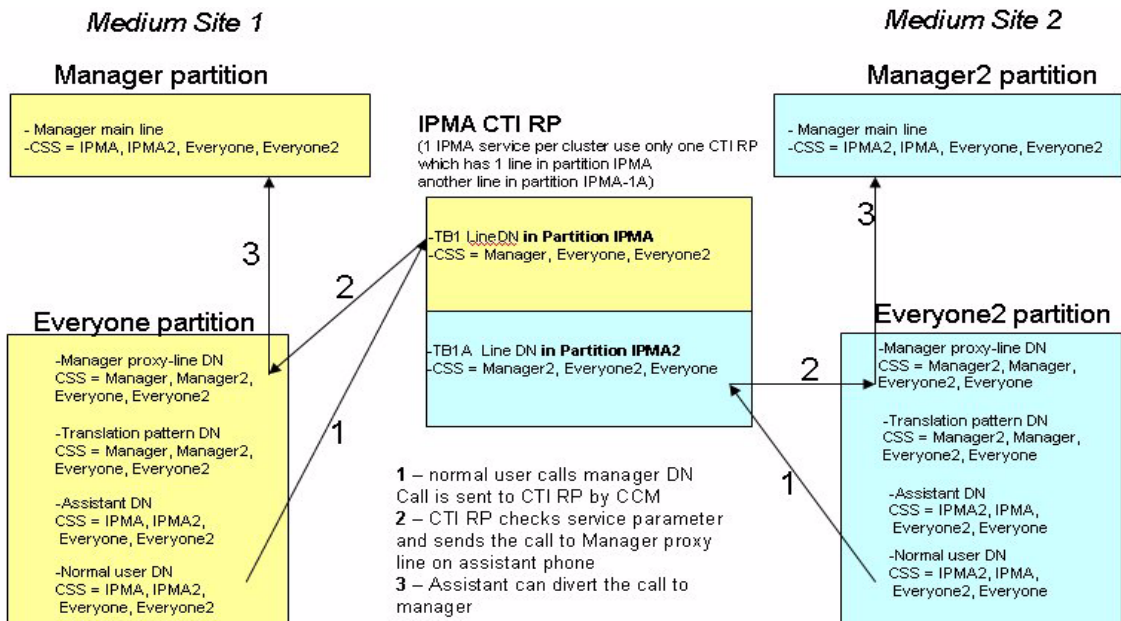 Medium Site 1
Manager partition
- Manager main line
-CSS = IPMA, IPMA2, Everyone, Everyone2
3
2
1
Everyone partition
-Manager proxy-line DN
CSS = Manager, Manager2,
Everyone, Everyone2
-Translation pattern DN
CSS = Manager, Manager2,
Everyone, Everyone2
-Assistant DN
CSS = IPMA, IPMA2,
Everyone, Everyone2
-Normal user DN
CSS = IPMA, IPMA2,
Everyone, Everyone2
IPMA CTI RP
(1 IPMA service per cluster use only one CTI RP
which has 1 line in partition IPMA
another line in partition IPMA-1A)
-TB1 LineDN in Partition IPMA
-CSS = Manager, Everyone, Everyone2
-TB1A Line DN in Partition IPMA2
-CSS = Manager2, Everyone2, Everyone
1 – normal user calls manager DN
Call is sent to CTI RP by CCM
2 – CTI RP checks service parameter
and sends the call to Manager proxy
line on assistant phone
3 – Assistant can divert the call to
manager
Medium Site 2
Manager2 partition
- Manager main line
-CSS = IPMA2, IPMA, Everyone, Everyone2
3
2
1
Everyone2 partition
-Manager proxy-line DN
CSS = Manager2, Manager,
Everyone2, Everyone
-Translation pattern DN
CSS = Manager2, Manager,
Everyone2, Everyone
-Assistant DN
CSS = IPMA2, IPMA,
Everyone2, Everyone
-Normal user DN
CSS = IPMA2, IPMA,
Everyone2, Everyone